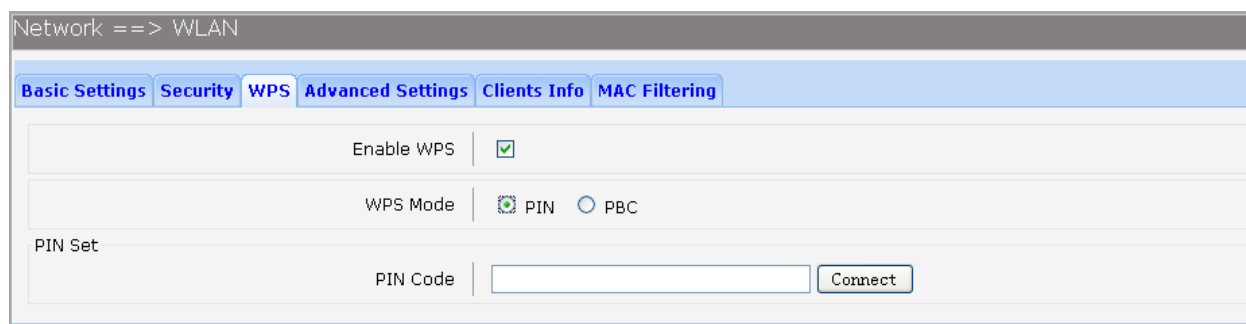 Network ==> WLAN
Basic Settings Security WPS Advanced Settings Clients Info MAC Filtering
Enable WPS
WPS Mode PIN PBC
PIN Set
PIN Code Connect